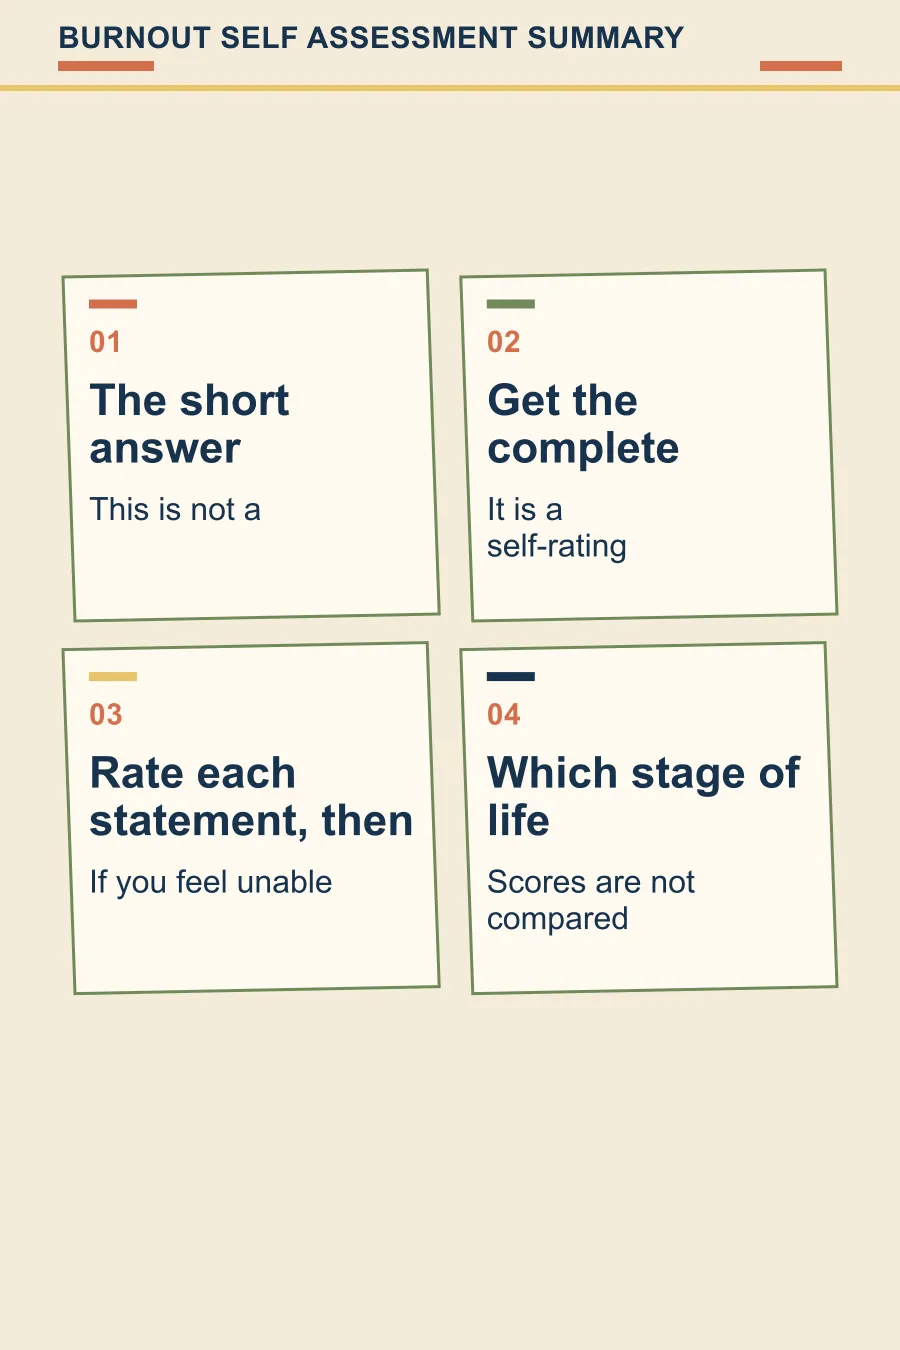 BURNOUT SELF ASSESSMENT SUMMARY
01
The short
answer
This is not a
02
Get the
complete
It is a
self-rating
03
Rate each
statement, then
If you feel unable
04
Which stage of
life
Scores are not
compared